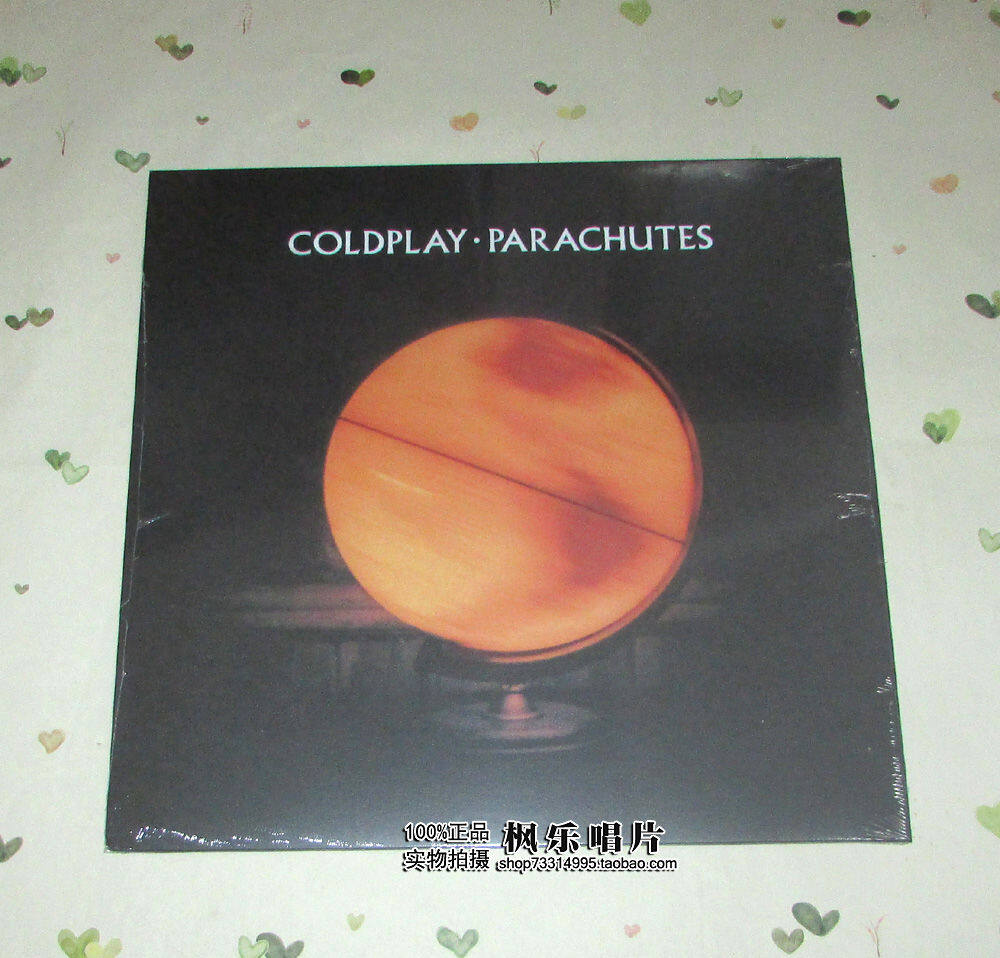 COLDPLAY · PARACHUTES
100%正品 枫乐唱片
实物拍摄 shop73314995.taobao.com